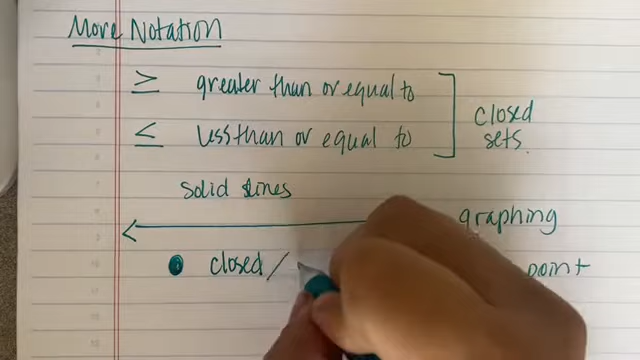 More Notation
≥ greater than or equal to
≤ less than or equal to
closed
sets
solid lines
graphing
closed/
point